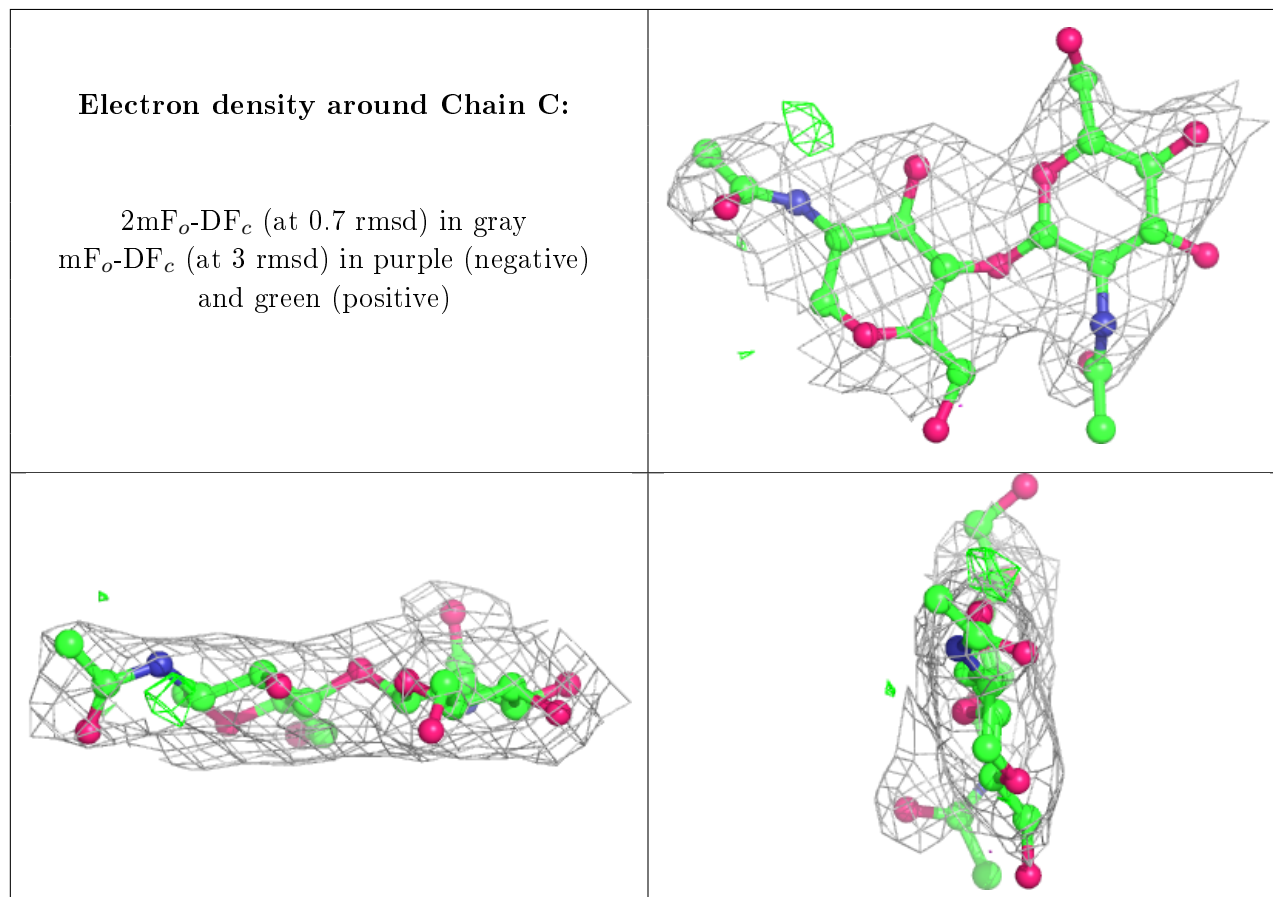 Electron density around Chain C:
2mFₒ-DF𝒸 (at 0.7 rmsd) in gray
mFₒ-DF𝒸 (at 3 rmsd) in purple (negative)
and green (positive)